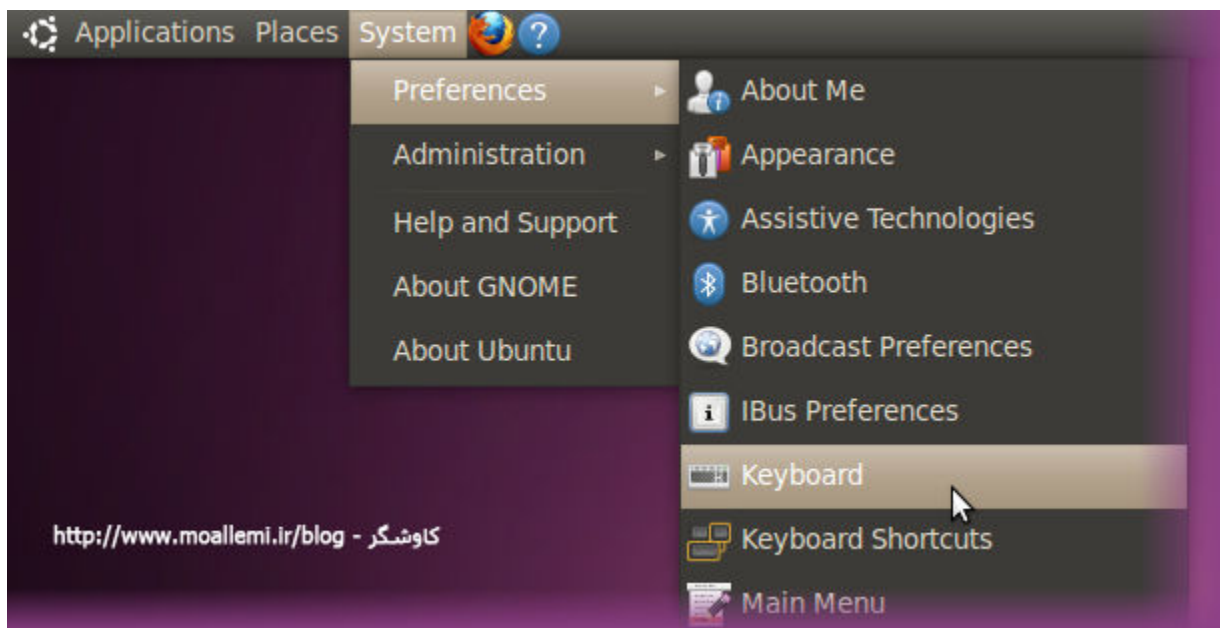 Applications Places System
Preferences
Administration
Help and Support
About GNOME
About Ubuntu
About Me
Appearance
Assistive Technologies
Bluetooth
Broadcast Preferences
IBus Preferences
Keyboard
Keyboard Shortcuts
Main Menu
http://www.moallemi.ir/blog - کاوشگر